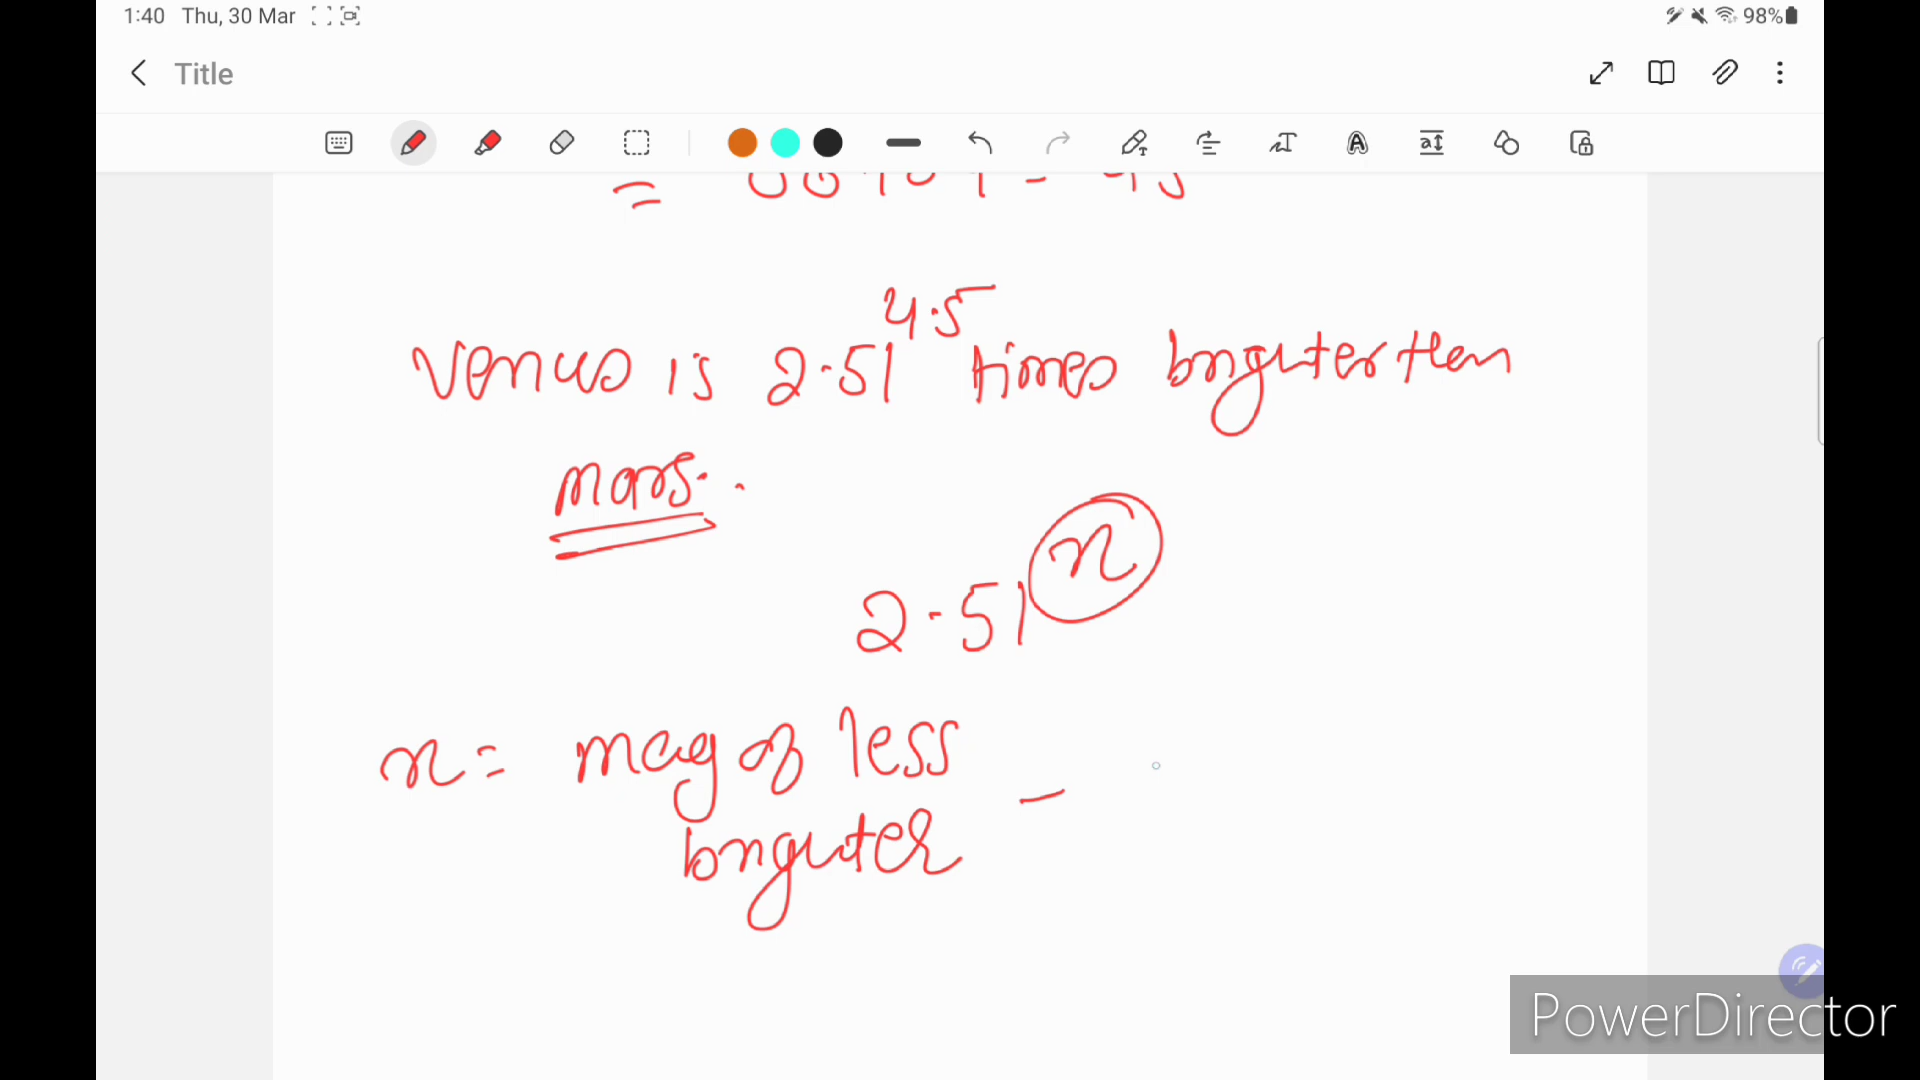 1:40 Thu, 30 Mar 98%
Title
Venus is 2.51^4.5 times brighter than
Mars.
2.51^n
n = mag of less
brighter -
PowerDirector